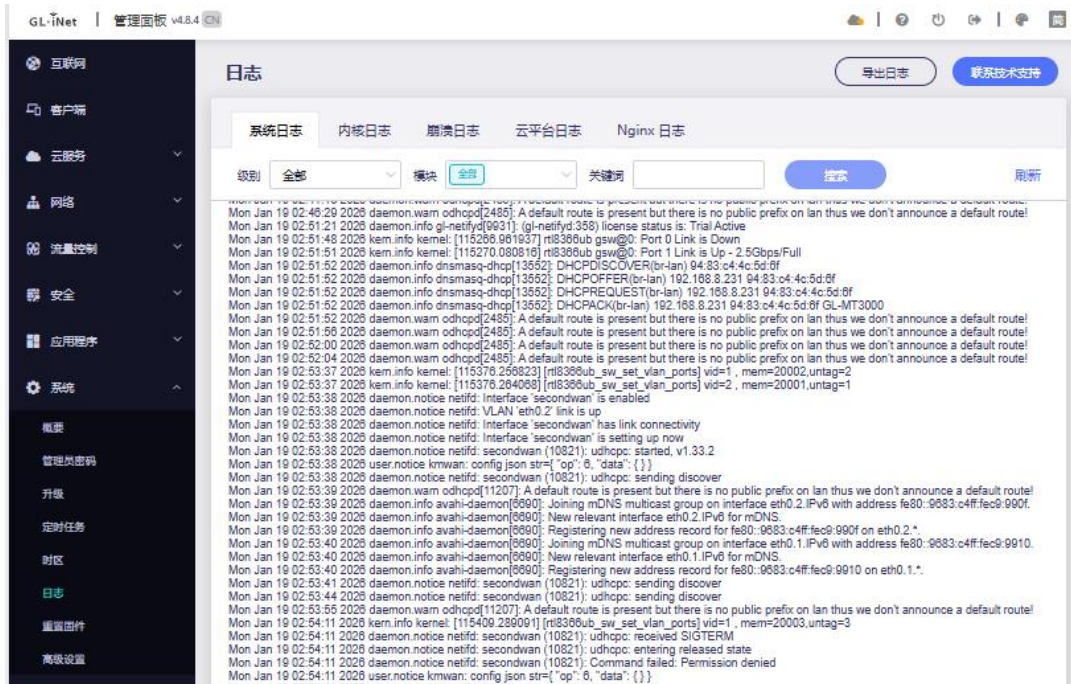 GL·iNet | 管理面板 v4.8.4 CN
简
互联网
客户端
云服务
网络
流量控制
安全
应用程序
系统
概要
管理员密码
升级
定时任务
时区
日志
重置固件
高级设置
日志
导出日志
联系技术支持
系统日志 内核日志 崩溃日志 云平台日志 Nginx 日志
级别 全部 模块 全部 关键词 搜索 刷新
Mon Jan 19 02:46:29 2026 daemon.warn odhcpd[2485]: A default route is present but there is no public prefix on lan thus we don't announce a default route!
Mon Jan 19 02:51:21 2026 daemon.info gl-netifyd[9931]: (gl-netifyd:358) license status is: Trial Active
Mon Jan 19 02:51:48 2026 kern.info kernel: [115266.961937] rtl8366ub gsw@0: Port 0 Link is Down
Mon Jan 19 02:51:52 2026 kern.info kernel: [115270.080816] rtl8366ub gsw@0: Port 1 Link is Up - 2.5Gbps/Full
Mon Jan 19 02:51:52 2026 daemon.info dnsmasq-dhcp[13552]: DHCPDISCOVER(br-lan) 94:83:c4:4c:5d:6f
Mon Jan 19 02:51:52 2026 daemon.info dnsmasq-dhcp[13552]: DHCPOFFER(br-lan) 192.168.8.231 94:83:c4:4c:5d:6f
Mon Jan 19 02:51:52 2026 daemon.info dnsmasq-dhcp[13552]: DHCPREQUEST(br-lan) 192.168.8.231 94:83:c4:4c:5d:6f
Mon Jan 19 02:51:52 2026 daemon.info dnsmasq-dhcp[13552]: DHCPACK(br-lan) 192.168.8.231 94:83:c4:4c:5d:6f GL-MT3000
Mon Jan 19 02:51:52 2026 daemon.warn odhcpd[2485]: A default route is present but there is no public prefix on lan thus we don't announce a default route!
Mon Jan 19 02:51:56 2026 daemon.warn odhcpd[2485]: A default route is present but there is no public prefix on lan thus we don't announce a default route!
Mon Jan 19 02:52:00 2026 daemon.warn odhcpd[2485]: A default route is present but there is no public prefix on lan thus we don't announce a default route!
Mon Jan 19 02:52:04 2026 daemon.warn odhcpd[2485]: A default route is present but there is no public prefix on lan thus we don't announce a default route!
Mon Jan 19 02:53:37 2026 kern.info kernel: [115376.256823] [rtl8366ub_sw_set_vlan_ports] vid=1 , mem=20002,untag=2
Mon Jan 19 02:53:37 2026 kern.info kernel: [115376.264068] [rtl8366ub_sw_set_vlan_ports] vid=2 , mem=20001,untag=1
Mon Jan 19 02:53:38 2026 daemon.notice netifd: Interface 'secondwan' is enabled
Mon Jan 19 02:53:38 2026 daemon.notice netifd: VLAN 'eth0.2' link is up
Mon Jan 19 02:53:38 2026 daemon.notice netifd: Interface 'secondwan' has link connectivity
Mon Jan 19 02:53:38 2026 daemon.notice netifd: Interface 'secondwan' is setting up now
Mon Jan 19 02:53:38 2026 daemon.notice netifd: secondwan (10821): udhcpc: started, v1.33.2
Mon Jan 19 02:53:38 2026 user.notice kmwan: config json str={ "op": 6, "data": { } }
Mon Jan 19 02:53:38 2026 daemon.notice netifd: secondwan (10821): udhcpc: sending discover
Mon Jan 19 02:53:39 2026 daemon.warn odhcpd[11207]: A default route is present but there is no public prefix on lan thus we don't announce a default route!
Mon Jan 19 02:53:39 2026 daemon.info avahi-daemon[6690]: Joining mDNS multicast group on interface eth0.2.IPv6 with address fe80::9683:c4ff:fec9:990f.
Mon Jan 19 02:53:39 2026 daemon.info avahi-daemon[6690]: New relevant interface eth0.2.IPv6 for mDNS.
Mon Jan 19 02:53:39 2026 daemon.info avahi-daemon[6690]: Registering new address record for fe80::9683:c4ff:fec9:990f on eth0.2.*.
Mon Jan 19 02:53:40 2026 daemon.info avahi-daemon[6690]: Joining mDNS multicast group on interface eth0.1.IPv6 with address fe80::9683:c4ff:fec9:9910.
Mon Jan 19 02:53:40 2026 daemon.info avahi-daemon[6690]: New relevant interface eth0.1.IPv6 for mDNS.
Mon Jan 19 02:53:40 2026 daemon.info avahi-daemon[6690]: Registering new address record for fe80::9683:c4ff:fec9:9910 on eth0.1.*.
Mon Jan 19 02:53:41 2026 daemon.notice netifd: secondwan (10821): udhcpc: sending discover
Mon Jan 19 02:53:44 2026 daemon.notice netifd: secondwan (10821): udhcpc: sending discover
Mon Jan 19 02:53:55 2026 daemon.warn odhcpd[11207]: A default route is present but there is no public prefix on lan thus we don't announce a default route!
Mon Jan 19 02:54:11 2026 kern.info kernel: [115409.289091] [rtl8366ub_sw_set_vlan_ports] vid=1 , mem=20003,untag=3
Mon Jan 19 02:54:11 2026 daemon.notice netifd: secondwan (10821): udhcpc: received SIGTERM
Mon Jan 19 02:54:11 2026 daemon.notice netifd: secondwan (10821): udhcpc: entering released state
Mon Jan 19 02:54:11 2026 daemon.notice netifd: secondwan (10821): Command failed: Permission denied
Mon Jan 19 02:54:11 2026 user.notice kmwan: config json str={ "op": 6, "data": { } }